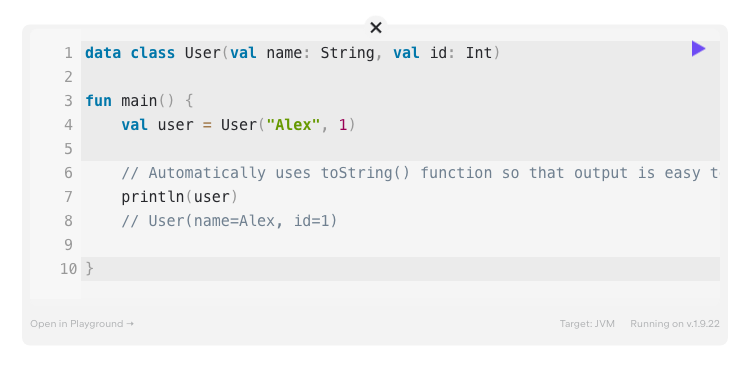 1 data class User(val name: String, val id: Int)
2
3 fun main() {
4     val user = User("Alex", 1)
5
6     // Automatically uses toString() function so that output is easy
7     println(user)
8     // User(name=Alex, id=1)
9
10 }
Open in Playground → Target: JVM Running on v.1.9.22